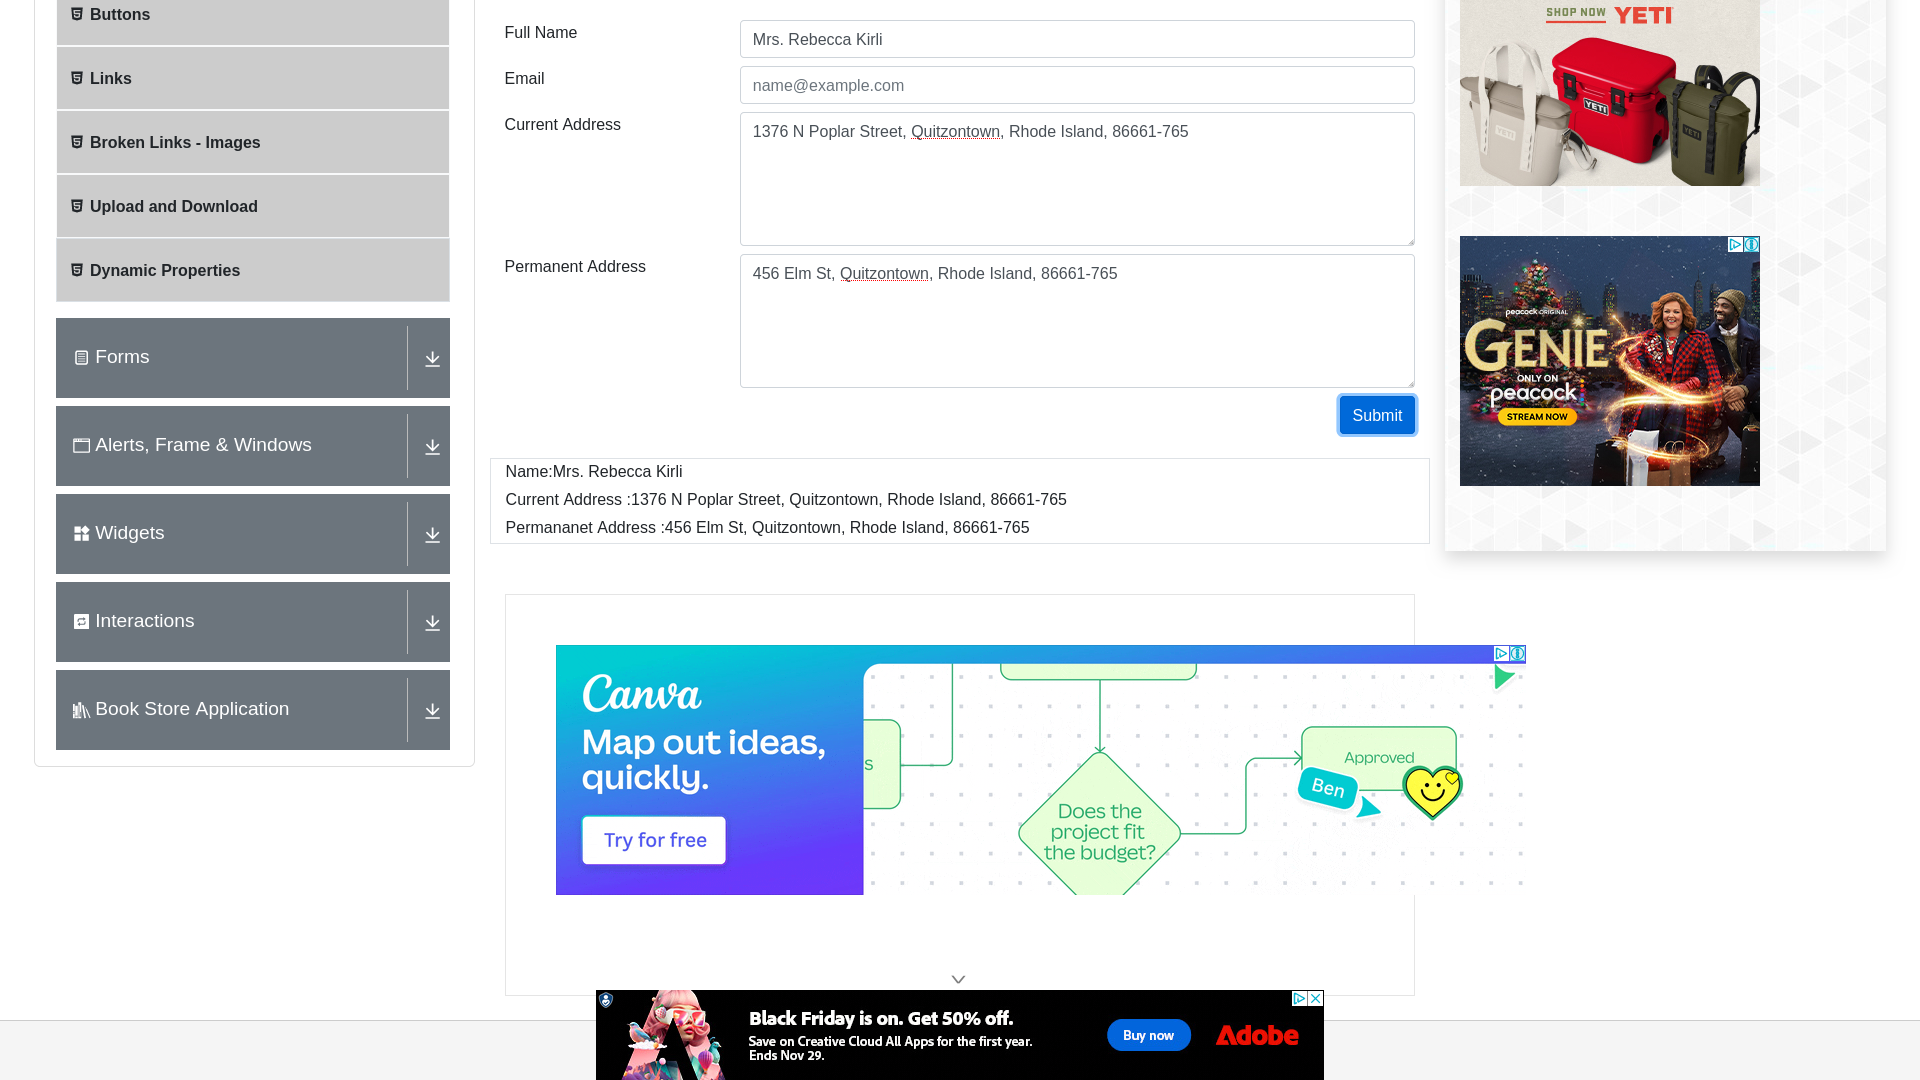 Buttons
Links
Broken Links - Images
Upload and Download
Dynamic Properties
Forms
Alerts, Frame & Windows
Widgets
Interactions
Book Store Application
Full Name
Mrs. Rebecca Kirli
Email
name@example.com
Current Address
1376 N Poplar Street, Quitzontown, Rhode Island, 86661-765
Permanent Address
456 Elm St, Quitzontown, Rhode Island, 86661-765
Submit
Name:Mrs. Rebecca Kirli
Current Address :1376 N Poplar Street, Quitzontown, Rhode Island, 86661-765
Permananet Address :456 Elm St, Quitzontown, Rhode Island, 86661-765
SHOP NOW YETI
YETI
YETI
YETI
peacock ORIGINAL
GENIE
ONLY ON
peacock
STREAM NOW
Canva
Map out ideas,
quickly.
Try for free
s
Does the
project fit
the budget?
Approved
Ben
Black Friday is on. Get 50% off.
Save on Creative Cloud All Apps for the first year.
Ends Nov 29.
Buy now
Adobe